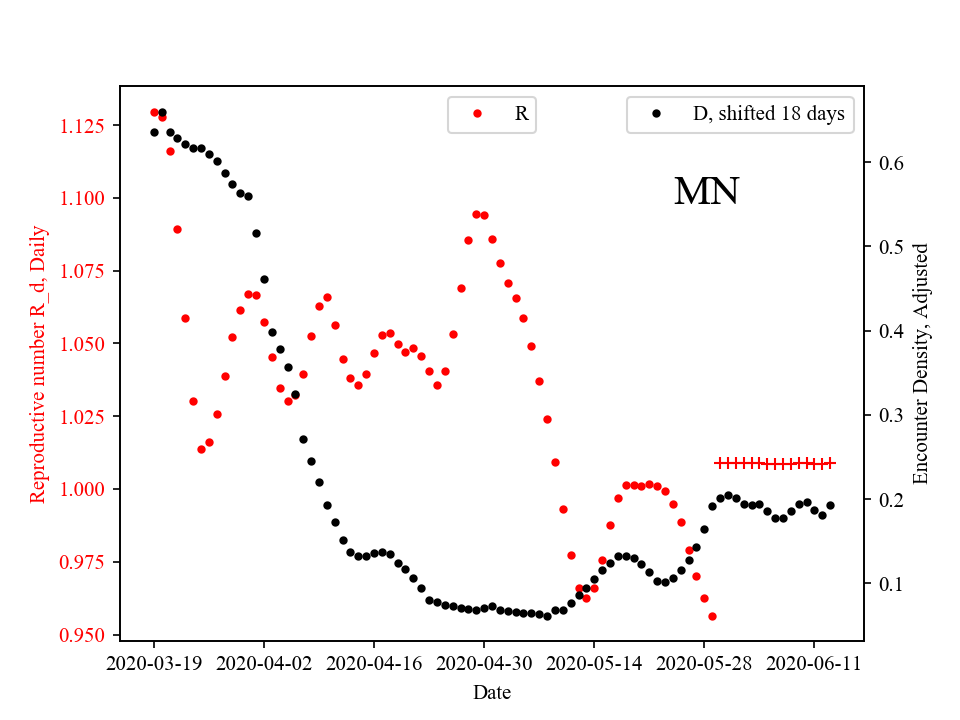 R
D, shifted 18 days
MN
Reproductive number R_d, Daily
1.125
1.100
1.075
1.050
1.025
1.000
0.975
0.950
0.6
0.5
0.4
0.3
0.2
0.1
Encounter Density, Adjusted
2020-03-19 2020-04-02 2020-04-16 2020-04-30 2020-05-14 2020-05-28 2020-06-11
Date